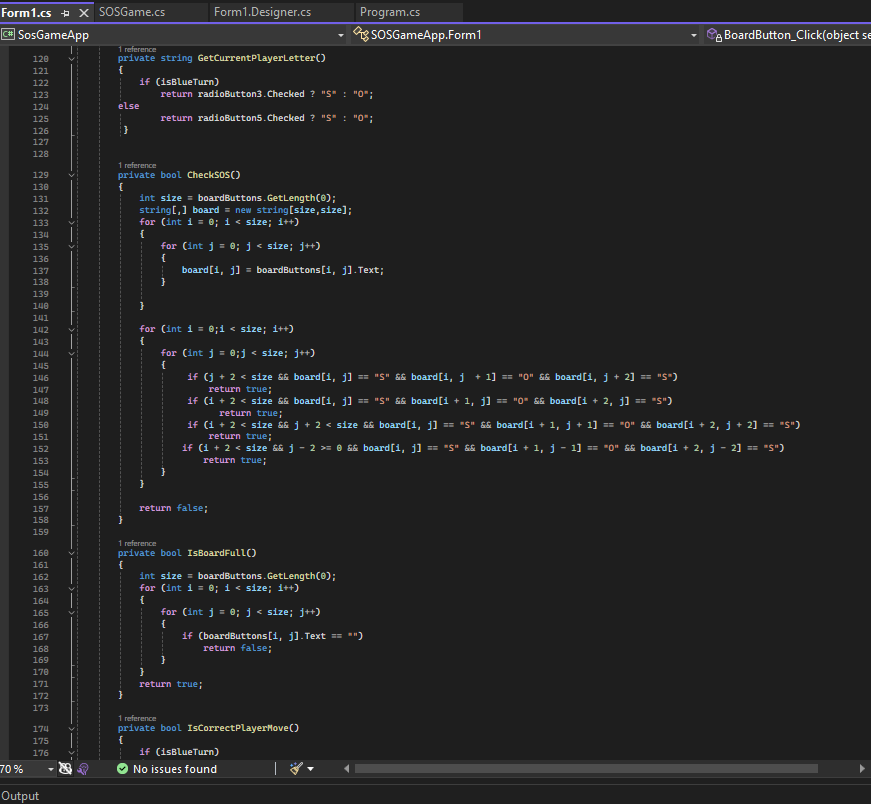 Form1.cs SOSGame.cs Form1.Designer.cs Program.cs
C# SosGameApp SOSGameApp.Form1 BoardButton_Click(object se
1 reference
120 private string GetCurrentPlayerLetter()
121 {
122 if (isBlueTurn)
123 return radioButton3.Checked ? "S" : "O";
124 else
125 return radioButton5.Checked ? "S" : "O";
126 }
127
128
1 reference
129 private bool CheckSOS()
130 {
131 int size = boardButtons.GetLength(0);
132 string[,] board = new string[size,size];
133 for (int i = 0; i < size; i++)
134 {
135 for (int j = 0; j < size; j++)
136 {
137 board[i, j] = boardButtons[i, j].Text;
138 }
139
140 }
141
142 for (int i = 0;i < size; i++)
143 {
144 for (int j = 0;j < size; j++)
145 {
146 if (j + 2 < size && board[i, j] == "S" && board[i, j  + 1] == "O" && board[i, j + 2] == "S")
147 return true;
148 if (i + 2 < size && board[i, j] == "S" && board[i + 1, j] == "O" && board[i + 2, j] == "S")
149 return true;
150 if (i + 2 < size && j + 2 < size && board[i, j] == "S" && board[i + 1, j + 1] == "O" && board[i + 2, j + 2] == "S")
151 return true;
152 if (i + 2 < size && j - 2 >= 0 && board[i, j] == "S" && board[i + 1, j - 1] == "O" && board[i + 2, j - 2] == "S")
153 return true;
154 }
155 }
156
157 return false;
158 }
159
1 reference
160 private bool IsBoardFull()
161 {
162 int size = boardButtons.GetLength(0);
163 for (int i = 0; i < size; i++)
164 {
165 for (int j = 0; j < size; j++)
166 {
167 if (boardButtons[i, j].Text == "")
168 return false;
169 }
170 }
171 return true;
172 }
173
1 reference
174 private bool IsCorrectPlayerMove()
175 {
176 if (isBlueTurn)
70 % No issues found
Output